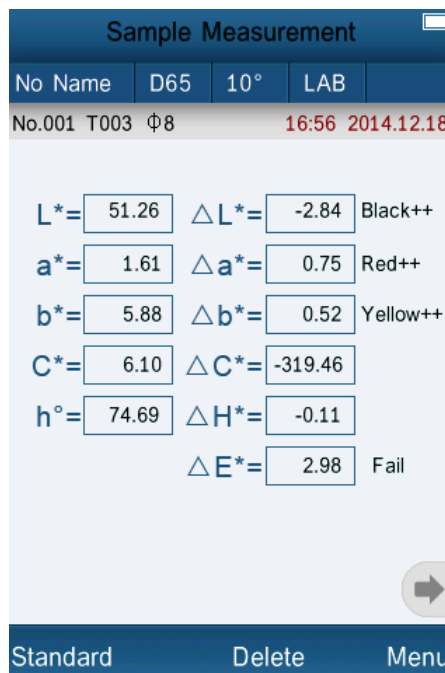 Sample Measurement
No Name D65 10° LAB
No.001 T003 Φ8 16:56 2014.12.18
L*= 51.26 △L*= -2.84 Black++
a*= 1.61 △a*= 0.75 Red++
b*= 5.88 △b*= 0.52 Yellow++
C*= 6.10 △C*= -319.46
h°= 74.69 △H*= -0.11
△E*= 2.98 Fail
Standard Delete Menu